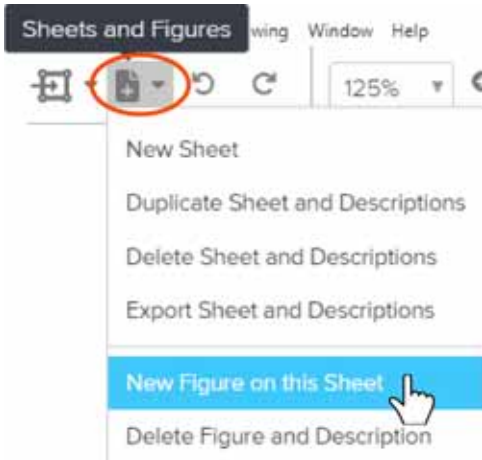 Sheets and Figures
wing Window Help
125%
New Sheet
Duplicate Sheet and Descriptions
Delete Sheet and Descriptions
Export Sheet and Descriptions
New Figure on this Sheet
Delete Figure and Description